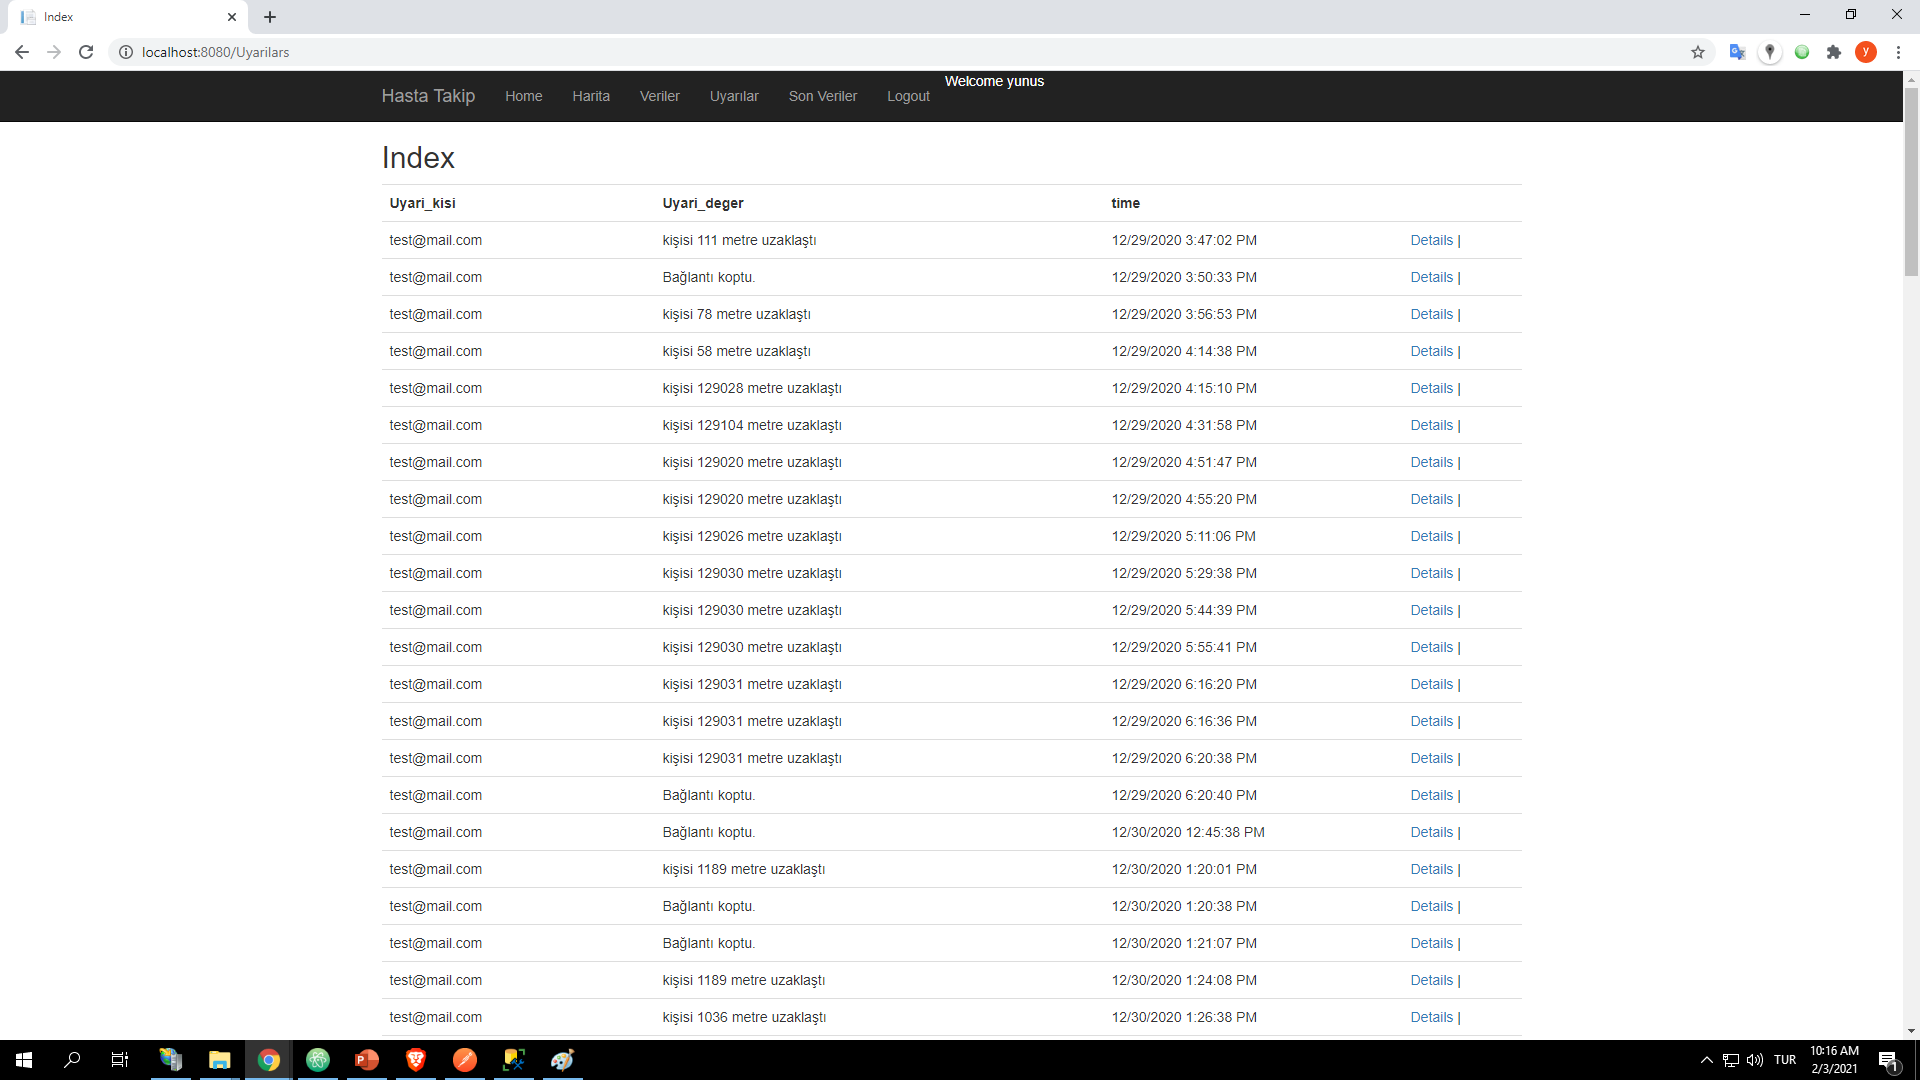 Index
localhost:8080/Uyarilars
y
Hasta Takip Home Harita Veriler Uyarılar Son Veriler Logout Welcome yunus
Index
Uyari_kisi Uyari_deger time
test@mail.com kişisi 111 metre uzaklaştı 12/29/2020 3:47:02 PM Details |
test@mail.com Bağlantı koptu. 12/29/2020 3:50:33 PM Details |
test@mail.com kişisi 78 metre uzaklaştı 12/29/2020 3:56:53 PM Details |
test@mail.com kişisi 58 metre uzaklaştı 12/29/2020 4:14:38 PM Details |
test@mail.com kişisi 129028 metre uzaklaştı 12/29/2020 4:15:10 PM Details |
test@mail.com kişisi 129104 metre uzaklaştı 12/29/2020 4:31:58 PM Details |
test@mail.com kişisi 129020 metre uzaklaştı 12/29/2020 4:51:47 PM Details |
test@mail.com kişisi 129020 metre uzaklaştı 12/29/2020 4:55:20 PM Details |
test@mail.com kişisi 129026 metre uzaklaştı 12/29/2020 5:11:06 PM Details |
test@mail.com kişisi 129030 metre uzaklaştı 12/29/2020 5:29:38 PM Details |
test@mail.com kişisi 129030 metre uzaklaştı 12/29/2020 5:44:39 PM Details |
test@mail.com kişisi 129030 metre uzaklaştı 12/29/2020 5:55:41 PM Details |
test@mail.com kişisi 129031 metre uzaklaştı 12/29/2020 6:16:20 PM Details |
test@mail.com kişisi 129031 metre uzaklaştı 12/29/2020 6:16:36 PM Details |
test@mail.com kişisi 129031 metre uzaklaştı 12/29/2020 6:20:38 PM Details |
test@mail.com Bağlantı koptu. 12/29/2020 6:20:40 PM Details |
test@mail.com Bağlantı koptu. 12/30/2020 12:45:38 PM Details |
test@mail.com kişisi 1189 metre uzaklaştı 12/30/2020 1:20:01 PM Details |
test@mail.com Bağlantı koptu. 12/30/2020 1:20:38 PM Details |
test@mail.com Bağlantı koptu. 12/30/2020 1:21:07 PM Details |
test@mail.com kişisi 1189 metre uzaklaştı 12/30/2020 1:24:08 PM Details |
test@mail.com kişisi 1036 metre uzaklaştı 12/30/2020 1:26:38 PM Details |
TUR 10:16 AM
2/3/2021
1